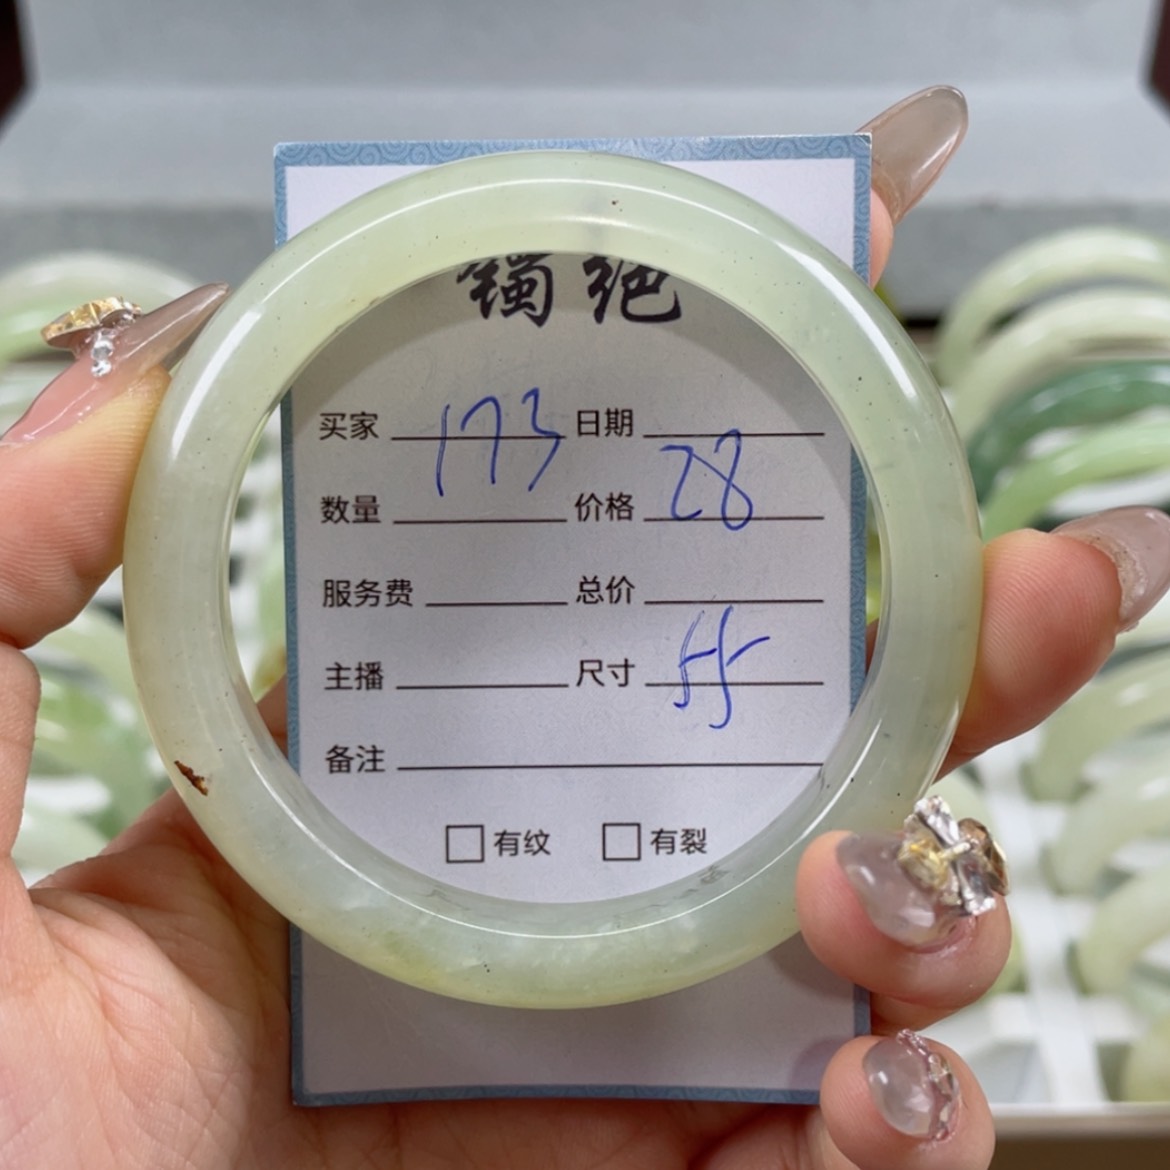 镯绝
买家 173 日期
数量 价格 28
服务费 总价
主播 尺寸 55
备注
有纹 有裂